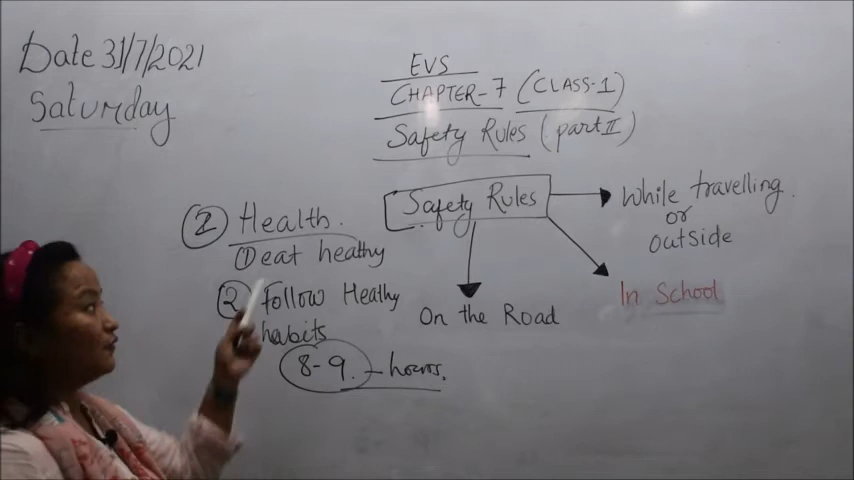 Date 31/7/2021
Saturday
EVS
CHAPTER-7 (CLASS-1)
Safety Rules (part II)
Safety Rules
While travelling.
or
outside
In School
On the Road
2 Health.
1 eat heathy
2 Follow Heathy
habits
8-9. - hours.